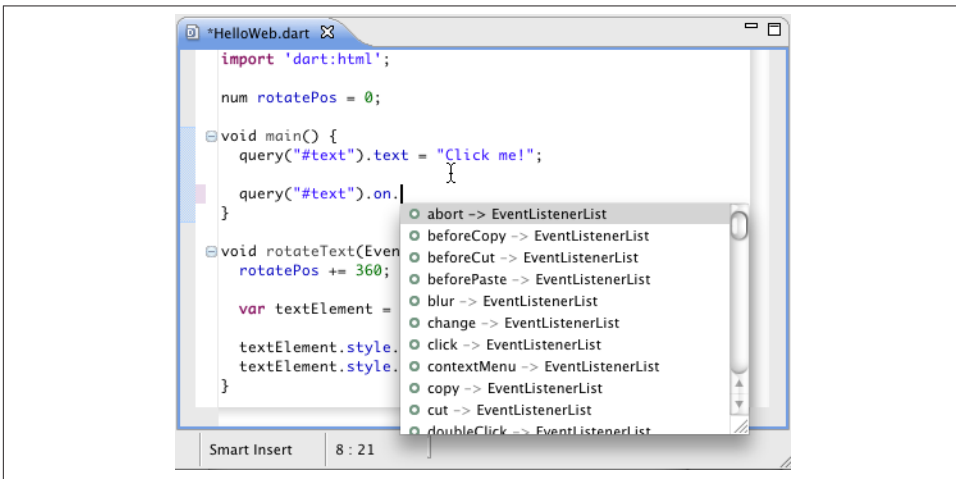 *HelloWeb.dart
import 'dart:html';
num rotatePos = 0;
void main() {
query("#text").text = "Click me!";
query("#text").on.
}
void rotateText(Even
rotatePos += 360;
var textElement =
textElement.style.
textElement.style.
}
abort -> EventListenerList
beforeCopy -> EventListenerList
beforeCut -> EventListenerList
beforePaste -> EventListenerList
blur -> EventListenerList
change -> EventListenerList
click -> EventListenerList
contextMenu -> EventListenerList
copy -> EventListenerList
cut -> EventListenerList
doubleClick -> EventListenerList
Smart Insert
8 : 21